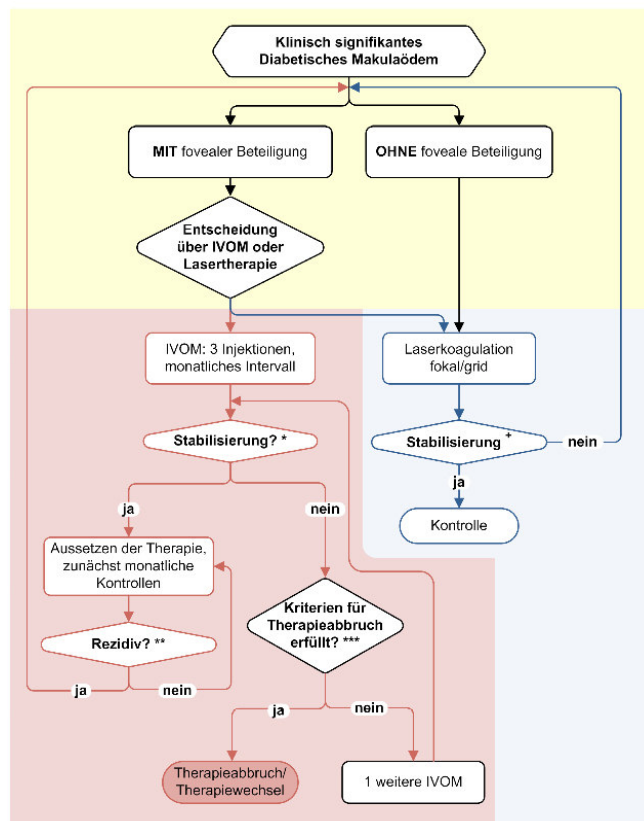 Klinisch signifikantes
Diabetisches Makulaödem
MIT fovealer Beteiligung
OHNE foveale Beteiligung
Entscheidung
über IVOM oder
Lasertherapie
IVOM: 3 Injektionen,
monatliches Intervall
Laserkoagulation
fokal/grid
Stabilisierung? *
Stabilisierung +
nein
ja
ja
nein
Kontrolle
Aussetzen der Therapie,
zunächst monatliche
Kontrollen
Kriterien für
Therapieabbruch
erfüllt? ***
Rezidiv? **
ja
nein
ja
nein
Therapieabbruch/
Therapiewechsel
1 weitere IVOM